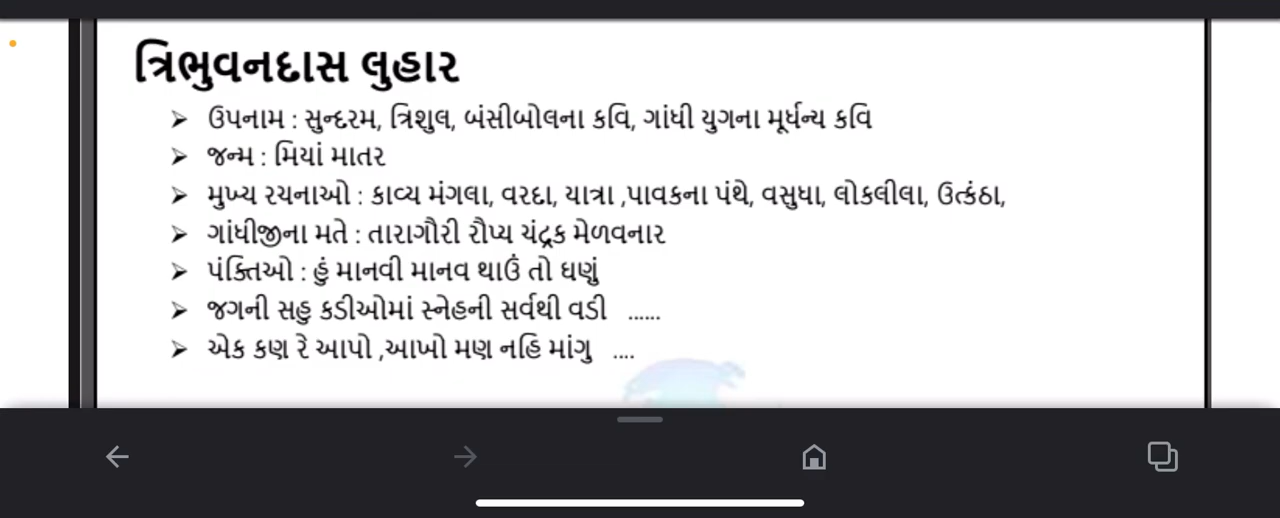 ત્રિભુવનદાસ લુહાર
➢ ઉપનામ : સુન્દરમ, ત્રિશુલ, બંસીબોલના કવિ, ગાંધી યુગના મૂર્ધન્ય કવિ
➢ જન્મ : મિયાં માતર
➢ મુખ્ય રચનાઓ : કાવ્ય મંગલા, વરદા, યાત્રા ,પાવકના પંથે, વસુધા, લોકલીલા, ઉત્કંઠા,
➢ ગાંધીજીના મતે : તારાગૌરી રૌપ્ય ચંદ્રક મેળવનાર
➢ પંક્તિઓ : હું માનવી માનવ થાઉં તો ઘણું
➢ જગની સહુ કડીઓમાં સ્નેહની સર્વથી વડી ......
➢ એક કણ રે આપો ,આખો મણ નહિ માંગુ ....